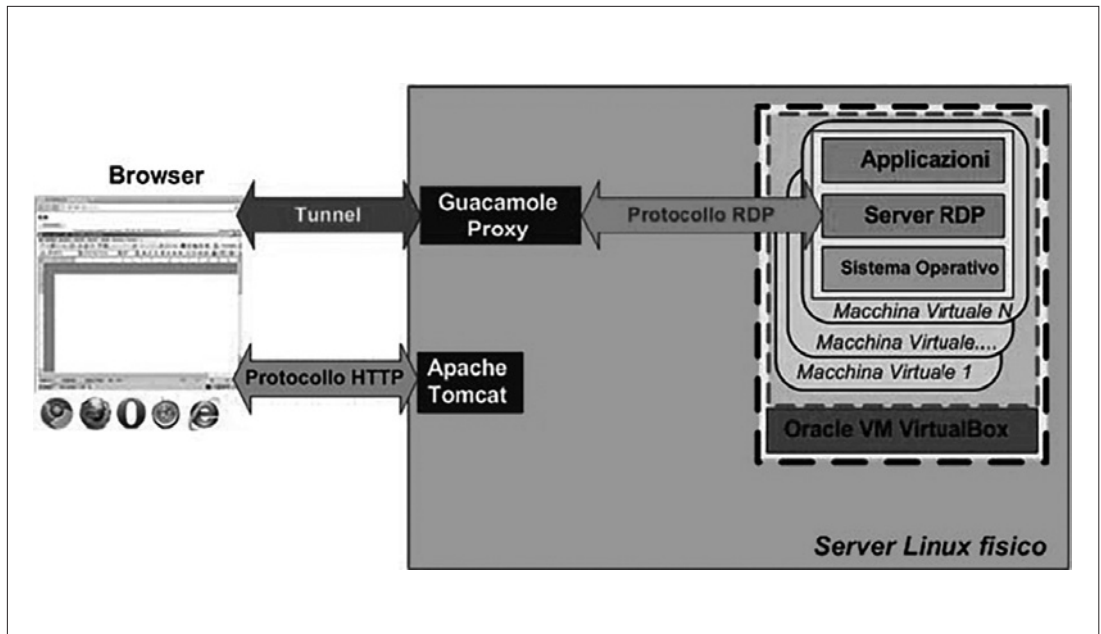 Browser
Tunnel
Guacamole
Proxy
Protocollo RDP
Applicazioni
Server RDP
Sistema Operativo
Macchina Virtuale N
Macchina Virtuale....
Macchina Virtuale 1
Protocollo HTTP
Apache
Tomcat
Oracle VM VirtualBox
Server Linux fisico